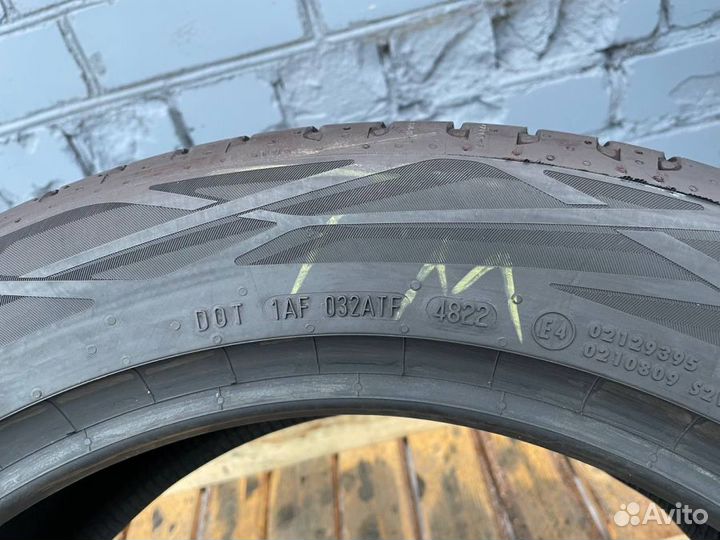 DOT 1AF 032ATF 4822
E4 02129395
0210809 S2
M
Avito